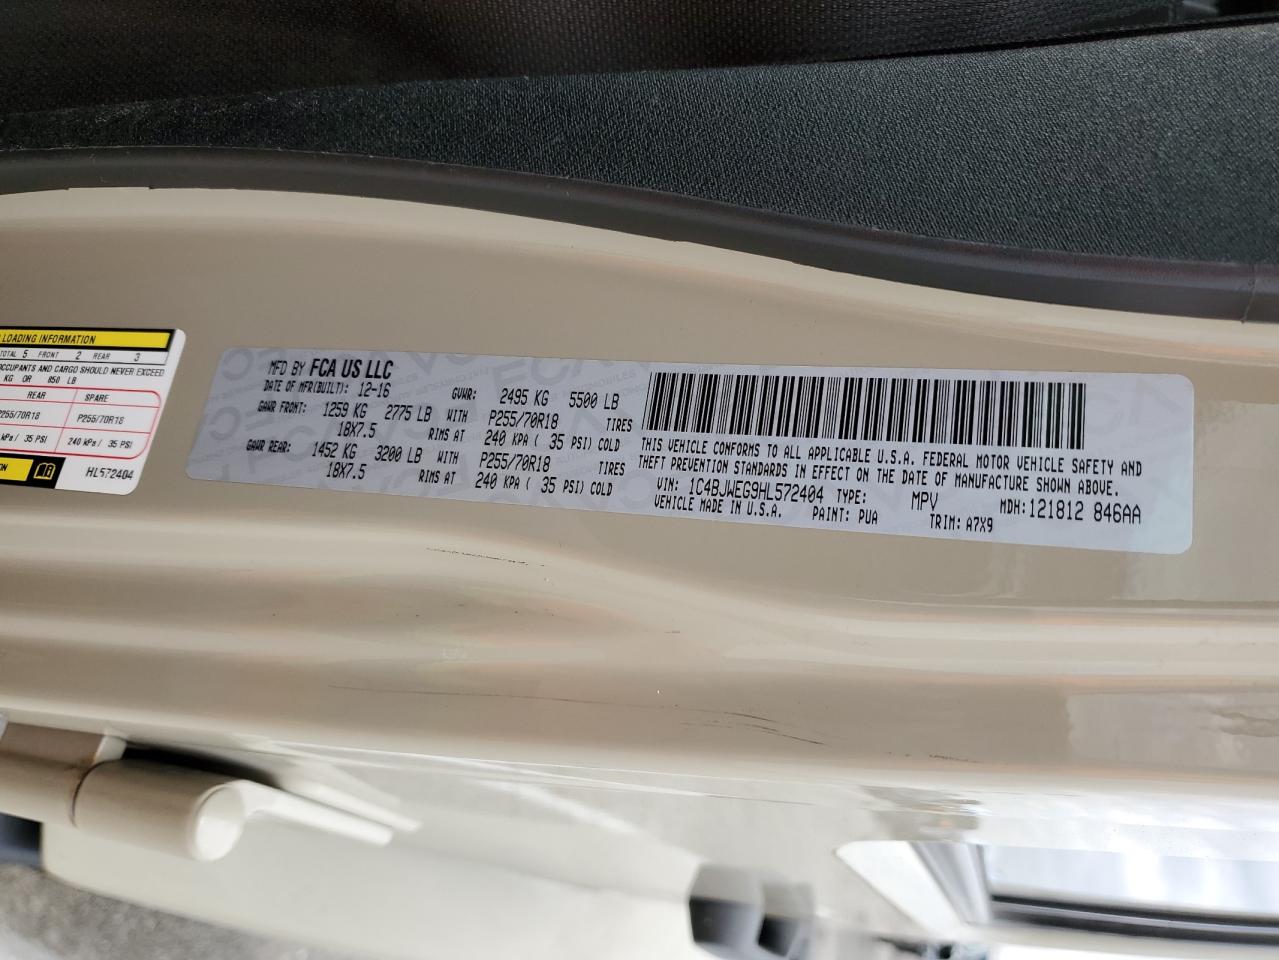 LOADING INFORMATION
TOTAL 5 FRONT 2 REAR 3
OCCUPANTS AND CARGO SHOULD NEVER EXCEED
KG OR 850 LB
REAR SPARE
P255/70R18 P255/70R18
kPa / 35 PSI 240 kPa / 35 PSI
HL572404
MFD BY FCA US LLC
DATE OF MFR(BUILT): 12-16 GVWR: 2495 KG 5500 LB
GAWR FRONT: 1259 KG 2775 LB WITH P255/70R18 TIRES
18X7.5 RIMS AT 240 KPA ( 35 PSI) COLD
GAWR REAR: 1452 KG 3200 LB WITH P255/70R18 TIRES
18X7.5 RIMS AT 240 KPA ( 35 PSI) COLD
THIS VEHICLE CONFORMS TO ALL APPLICABLE U.S.A. FEDERAL MOTOR VEHICLE SAFETY AND
THEFT PREVENTION STANDARDS IN EFFECT ON THE DATE OF MANUFACTURE SHOWN ABOVE.
VIN: 1C4BJWEG9HL572404 TYPE: MPV MDH: 121812 846AA
VEHICLE MADE IN U.S.A. PAINT: PUA TRIM: A7X9